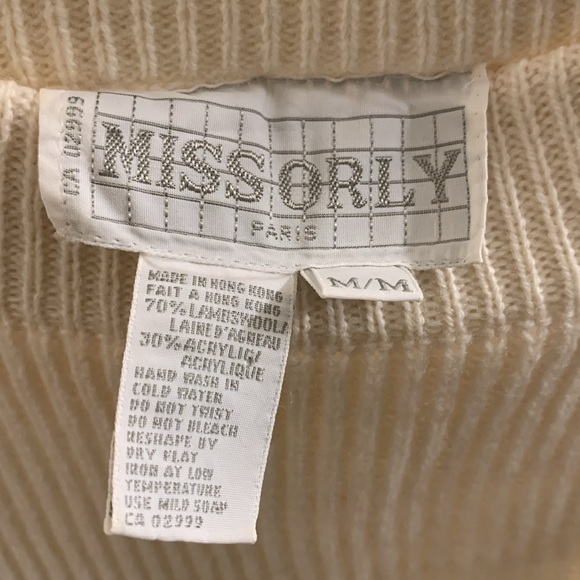 CA 02999
MISS ORLY
PARIS
M/M
MADE IN HONG KONG
FAIT A HONG KONG
70% LAMBSWOOL/
LAINE D'AGNEAU
30% ACRYLIC/
ACRYLIQUE
HAND WASH IN
COLD WATER
DO NOT TWIST
DO NOT BLEACH
RESHAPE BY
DRY FLAT
IRON AT LOW
TEMPERATURE
USE MILD SOAP
CA 02999